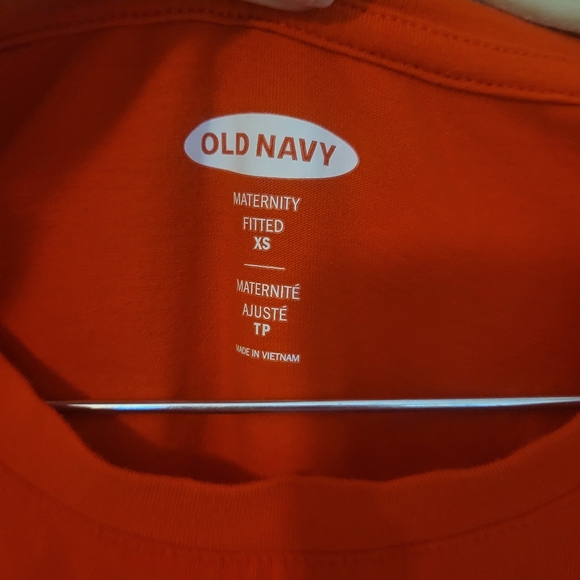 OLD NAVY
MATERNITY
FITTED
XS
MATERNITÉ
AJUSTÉ
TP
MADE IN VIETNAM